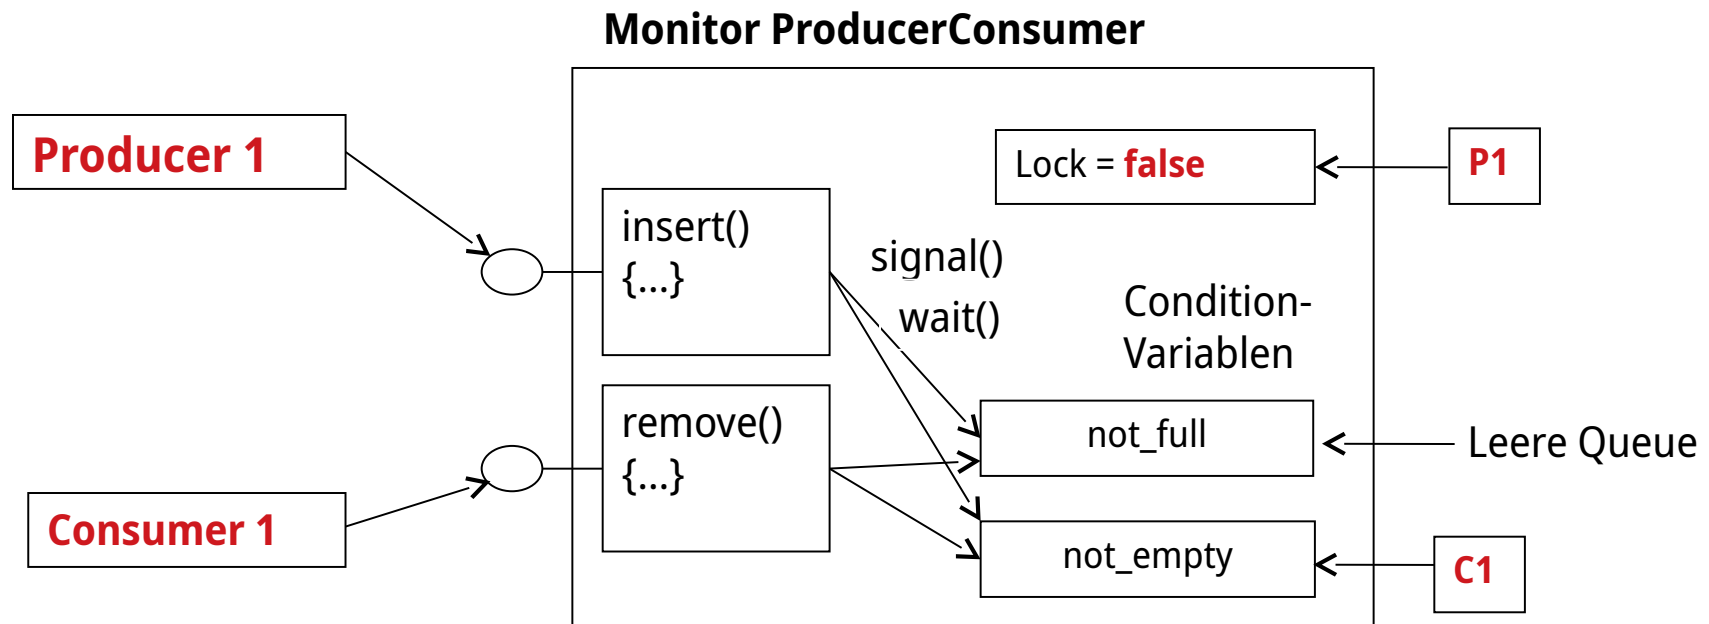 Monitor ProducerConsumer
Producer 1
Lock = false
P1
insert()
{...}
signal()
wait()
Condition-
Variablen
remove()
{...}
not_full
Leere Queue
Consumer 1
not_empty
C1